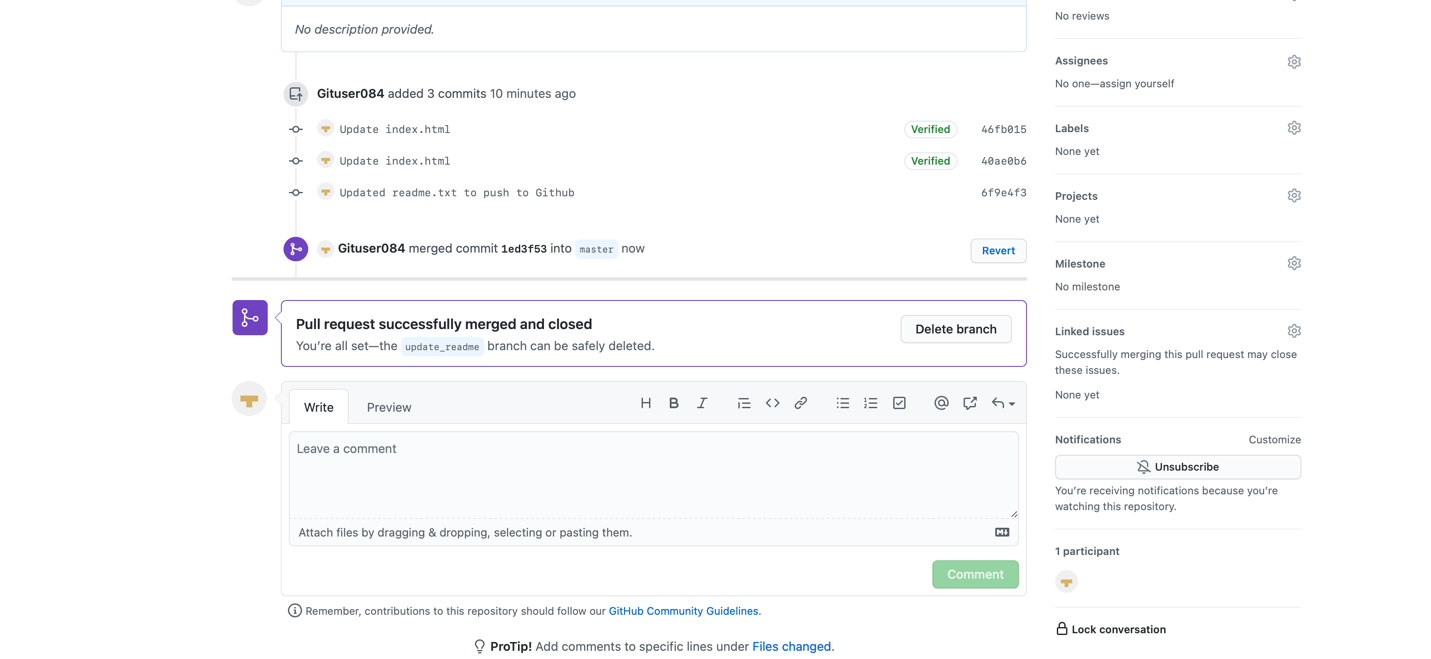 No description provided.
Gituser084 added 3 commits 10 minutes ago
Update index.html Verified 46fb015
Update index.html Verified 40ae0b6
Updated readme.txt to push to Github 6f9e4f3
Gituser084 merged commit 1ed3f53 into master now Revert
Pull request successfully merged and closed
You're all set—the update_readme branch can be safely deleted.
Delete branch
Write Preview
H B I
Leave a comment
Attach files by dragging & dropping, selecting or pasting them.
Comment
Remember, contributions to this repository should follow our GitHub Community Guidelines.
ProTip! Add comments to specific lines under Files changed.
No reviews
Assignees
No one—assign yourself
Labels
None yet
Projects
None yet
Milestone
No milestone
Linked issues
Successfully merging this pull request may close
these issues.
None yet
Notifications Customize
Unsubscribe
You're receiving notifications because you're
watching this repository.
1 participant
Lock conversation